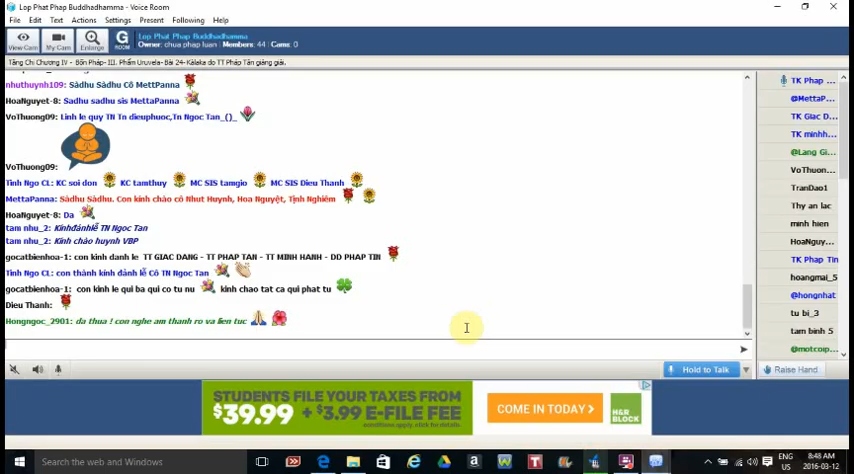 Lop Phat Phap Buddhadhamma - Voice Room
File Edit Text Actions Settings Present Following Help
View Cam My Cam Enlarge G ROOM
Lop Phat Phap Buddhadhamma
Owner: chua phap luan | Members: 44 | Cams: 0
Tăng Chi Chương IV - Bốn Pháp- III. Phẩm Uruvela- Bài 24- Kàlaka do TT Pháp Tân giảng giải.
nhuthuynh109: Sàdhu Sàdhu Cô MettPanna
HoaNguyet-8: Sadhu sadhu sis MettaPanna
VoThuong09: Linh le quy TN Tn dieuphuoc,Tn Ngoc Tan_()_
VoThuong09:
Tinh Ngo CL: KC soi don KC tamthuy MC SIS tamgio MC SIS Dieu Thanh
MettaPanna: Sàdhu Sàdhu. Con kính chào cô Nhut Huynh, Hoa Nguyệt, Tịnh Nghiêm
HoaNguyet-8: Da
tam nhu_2: Kinhđánhlễ TN Ngoc Tan
tam nhu_2: Kinh chào huynh VBP
gocatbienhoa-1: con kinh danh le TT GIAC DANG - TT PHAP TAN - TT MINH HANH - DD PHAP TIN
Tinh Ngo CL: con thành kính đảnh lễ Cô TN Ngoc Tan
gocatbienhoa-1: con kinh le qui ba qui co tu nu kinh chao tat ca qui phat tu
Dieu Thanh:
Hongngoc_2901: da thua ! con nghe am thanh ro va lien tuc
TK Phap ...
@MettaP...
TK Giac D...
TK minhh...
@Lang Gi...
VoThuon...
TranDao1
Thy an lac
minh hien
HoaNguy...
TK Phap Tin
hoangmai_5
@hongnhat
tu bi_3
tam binh 5
@motcoip...
Hold to Talk
Raise Hand
STUDENTS FILE YOUR TAXES FROM
$39.99 + $3.99 E-FILE FEE
COME IN TODAY
H&R BLOCK
Search the web and Windows
ENG US
8:48 AM
2016-03-12